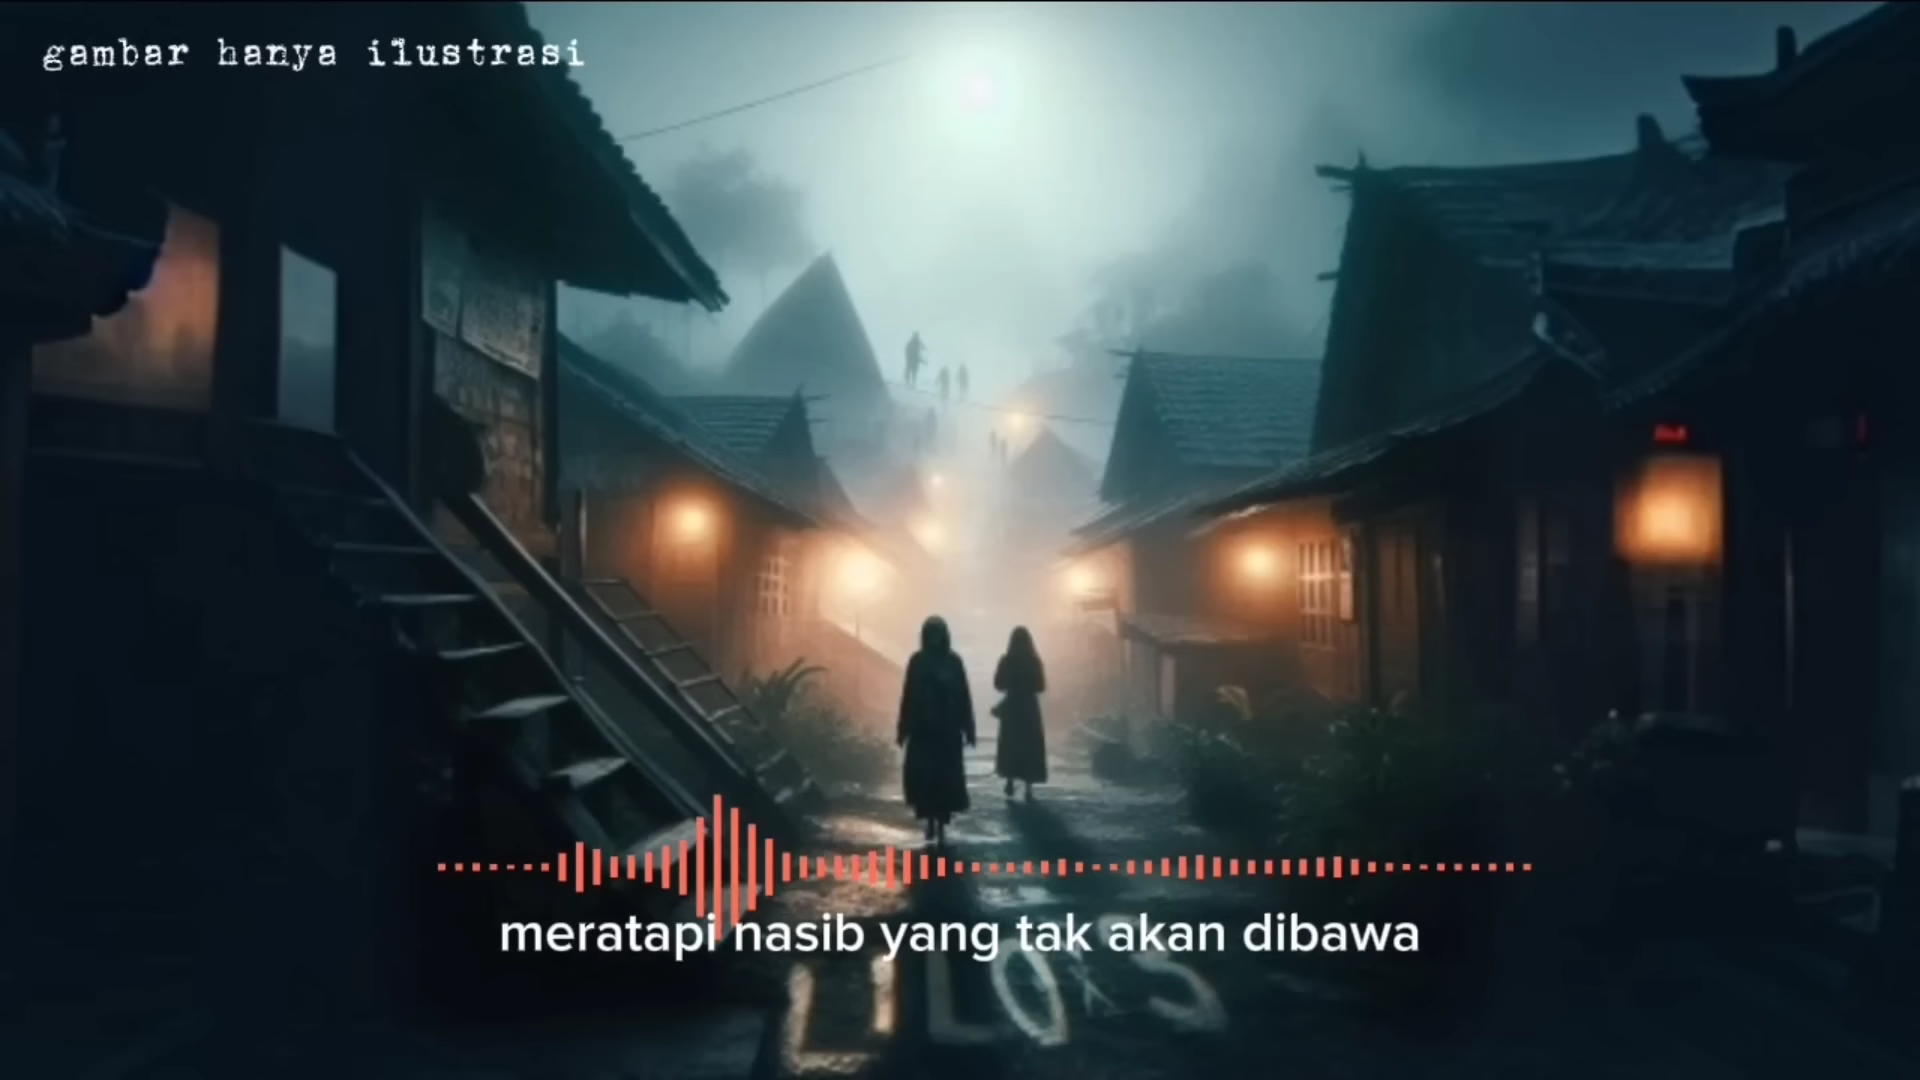 gambar hanya ilustrasi
meratapi nasib yang tak akan dibawa